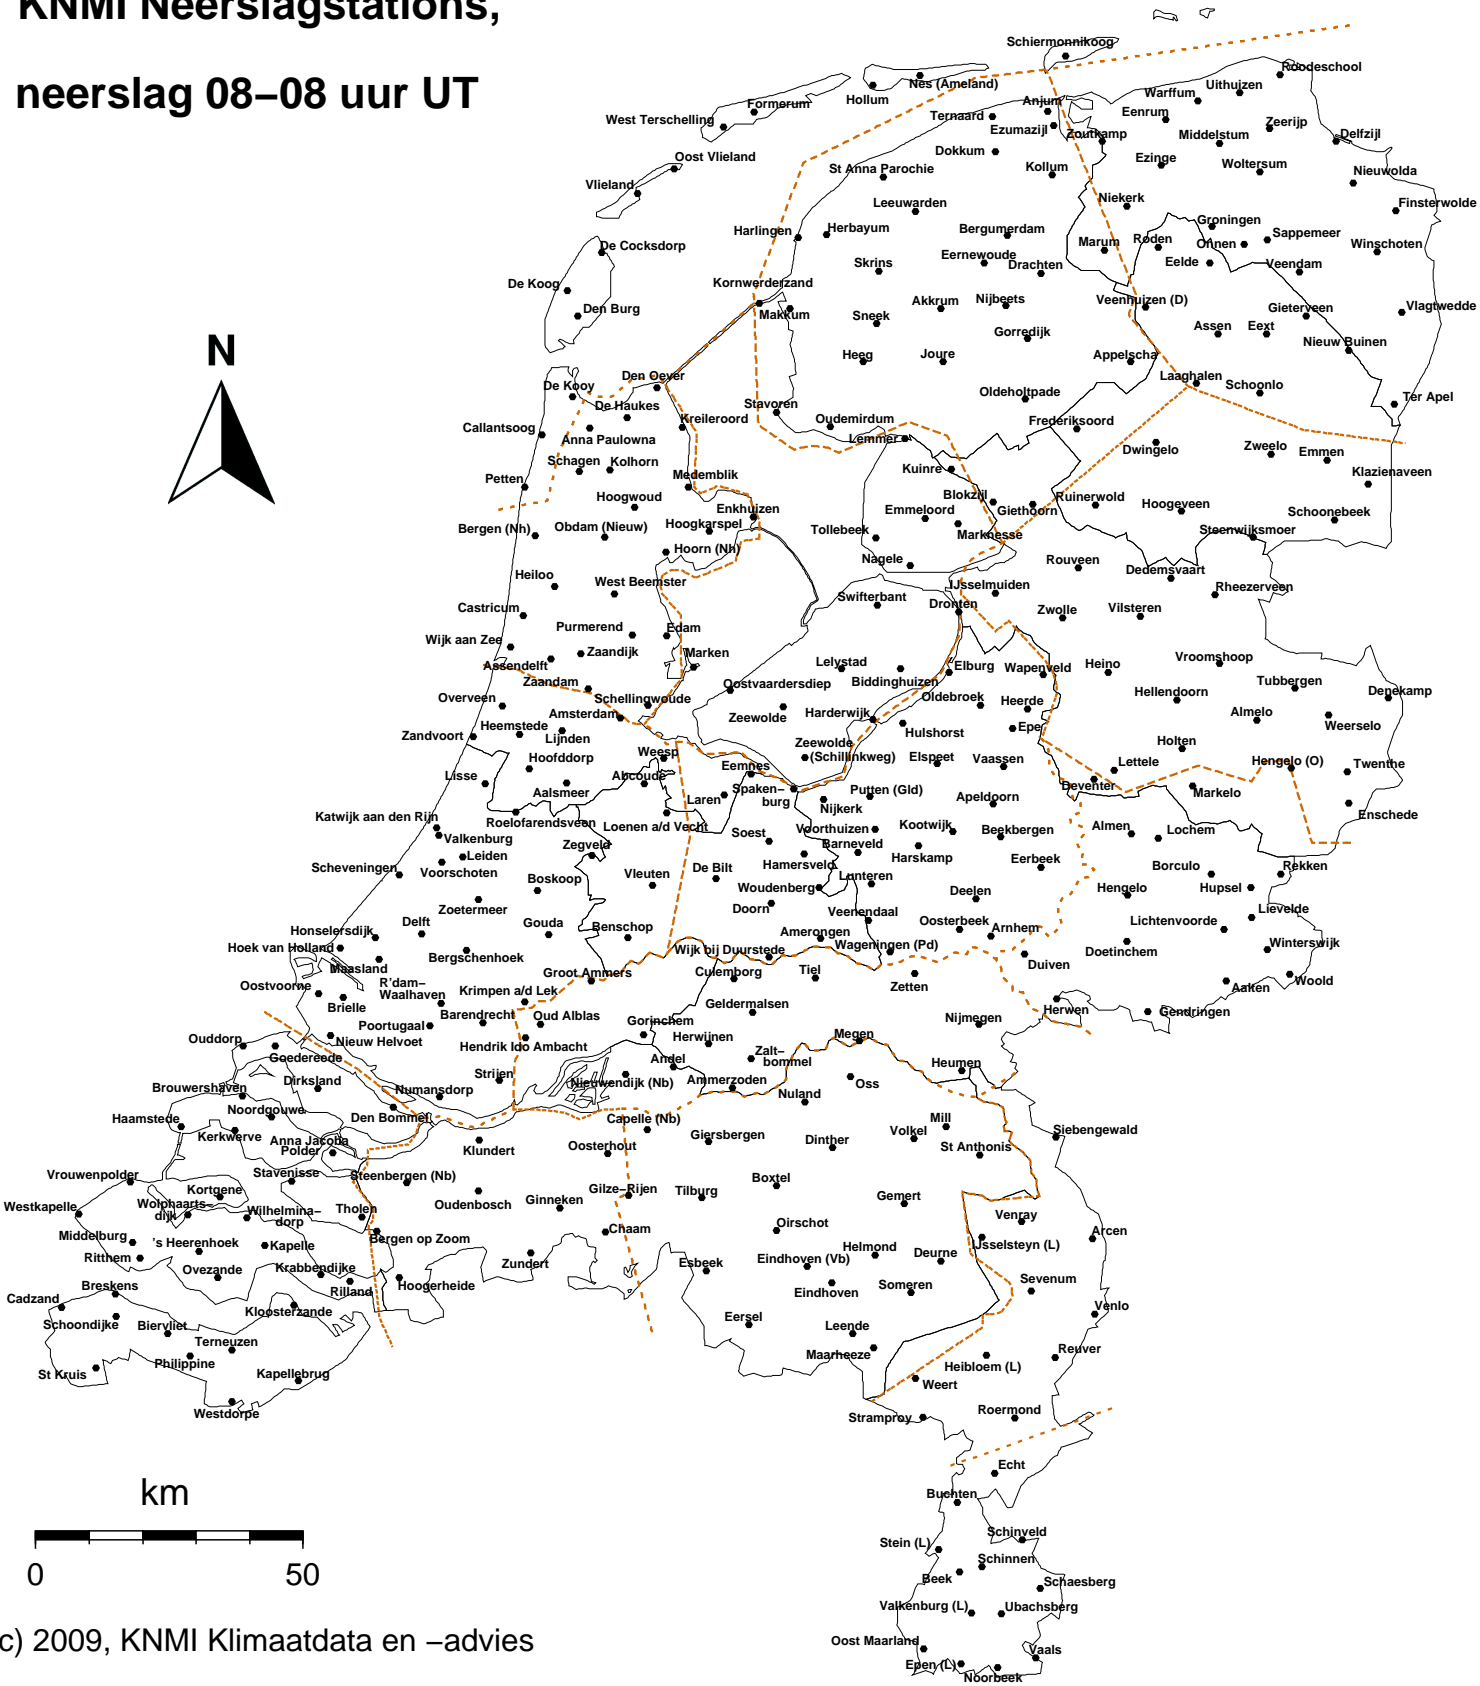 KNMI Neerslagstations,
neerslag 08–08 uur UT
N
Schiermonnikoog
Roodeschool
Nes (Ameland)
Uithuizen
Warffum
Hollum
Formerum
Anjum
Eenrum
West Terschelling
Ternaard
Ezumazijl
Zoutkamp
Zeerijp
Middelstum
Delfzijl
Dokkum
Oost Vlieland
Ezinge
Woltersum
St Anna Parochie
Kollum
Nieuwolda
Vlieland
Niekerk
Leeuwarden
Finsterwolde
Groningen
Harlingen
Herbayum
Bergumerdam
Sappemeer
Marum
Roden
Onnen
Winschoten
De Cocksdorp
Eernewoude
Skrins
Drachten
Eelde
Veendam
De Koog
Kornwerderzand
Akkrum
Nijbeets
Veenhuizen (D)
Den Burg
Makkum
Sneek
Gieterveen
Vlagtwedde
Assen
Eext
Gorredijk
Nieuw Buinen
Heeg
Joure
Appelscha
Den Oever
Laaghalen
De Kooy
Schoonlo
Oldeholtpade
Ter Apel
De Haukes
Stavoren
Kreileroord
Oudemirdum
Frederiksoord
Callantsoog
Anna Paulowna
Lemmer
Dwingelo
Zweelo
Emmen
Schagen
Kolhorn
Kuinre
Klazienaveen
Petten
Medemblik
Hoogwoud
Blokzijl
Ruinerwold
Hoogeveen
Enkhuizen
Emmeloord
Giethoorn
Schoonebeek
Bergen (Nh)
Obdam (Nieuw)
Hoogkarspel
Tollebeek
Marknesse
Steenwijksmoer
Hoorn (Nh)
Nagele
Rouveen
Dedemsvaart
Heiloo
West Beemster
IJsselmuiden
Rheezerveen
Swifterbant
Dronten
Castricum
Zwolle
Vilsteren
Purmerend
Edam
Wijk aan Zee
Zaandijk
Marken
Vroomshoop
Assendelft
Lelystad
Elburg
Wapenveld
Heino
Zaandam
Oostvaardersdiep
Biddinghuizen
Tubbergen
Overveen
Schellingwoude
Oldebroek
Heerde
Hellendoorn
Denekamp
Amsterdam
Zeewolde
Harderwijk
Almelo
Heemstede
Weerselo
Zandvoort
Lijnden
Hulshorst
Epe
Zeewolde
(Schillinkweg)
Holten
Hoofddorp
Weesp
Elspeet
Vaassen
Lettele
Hengelo (O)
Twenthe
Eemnes
Lisse
Abcoude
Deventer
Aalsmeer
Laren
Spaken–
burg
Putten (Gld)
Apeldoorn
Markelo
Nijkerk
Katwijk aan den Rijn
Roelofarendsveen
Loenen a/d Vecht
Enschede
Voorthuizen
Kootwijk
Beekbergen
Almen
Lochem
Valkenburg
Zegveld
Soest
Barneveld
Leiden
Hamersveld
Harskamp
Eerbeek
Borculo
Rekken
Scheveningen
Voorschoten
De Bilt
Lunteren
Boskoop
Vleuten
Woudenberg
Deelen
Hengelo
Hupsel
Zoetermeer
Doorn
Veenendaal
Lievelde
Delft
Gouda
Benschop
Oosterbeek
Lichtenvoorde
Honselersdijk
Amerongen
Arnhem
Hoek van Holland
Wageningen (Pd)
Winterswijk
Bergschenhoek
Wijk bij Duurstede
Doetinchem
Maasland
Groot Ammers
Culemborg
Tiel
Duiven
Oostvoorne
R'dam–
Waalhaven
Krimpen a/d Lek
Zetten
Woold
Aalten
Brielle
Geldermalsen
Barendrecht
Oud Alblas
Herwen
Gendringen
Poortugaal
Gorinchem
Nijmegen
Ouddorp
Nieuw Helvoet
Hendrik Ido Ambacht
Herwijnen
Megen
Goedereede
Andel
Zalt–
bommel
Heumen
Dirksland
Strijen
Nieuwendijk (Nb)
Ammerzoden
Oss
Brouwershaven
Numansdorp
Nuland
Noordgouwe
Haamstede
Den Bommel
Capelle (Nb)
Mill
Kerkwerve
Anna Jacoba
Polder
Giersbergen
Volkel
Siebengewald
Klundert
Oosterhout
Dinther
St Anthonis
Vrouwenpolder
Stavenisse
Steenbergen (Nb)
Boxtel
Kortgene
Gilze–Rijen
Tilburg
Gemert
Westkapelle
Wolphaarts–
dijk
Wilhelmina–
dorp
Tholen
Oudenbosch
Ginneken
Venray
Middelburg
Oirschot
Arcen
's Heerenhoek
Kapelle
Bergen op Zoom
Chaam
Ritthem
IJsselsteyn (L)
Helmond
Deurne
Ovezande
Krabbendijke
Zundert
Esbeek
Eindhoven (Vb)
Breskens
Rilland
Hoogerheide
Sevenum
Cadzand
Eindhoven
Someren
Kloosterzande
Venlo
Schoondijke
Biervliet
Eersel
Leende
Terneuzen
Maarheeze
Reuver
Philippine
Heibloem (L)
St Kruis
Kapellebrug
Weert
Westdorpe
Stramproy
Roermond
Echt
km
Buchten
0
50
Schinveld
Stein (L)
Schinnen
Beek
Schaesberg
Valkenburg (L)
Ubachsberg
c) 2009, KNMI Klimaatdata en –advies
Oost Maarland
Vaals
Epen (L)
Noorbeek